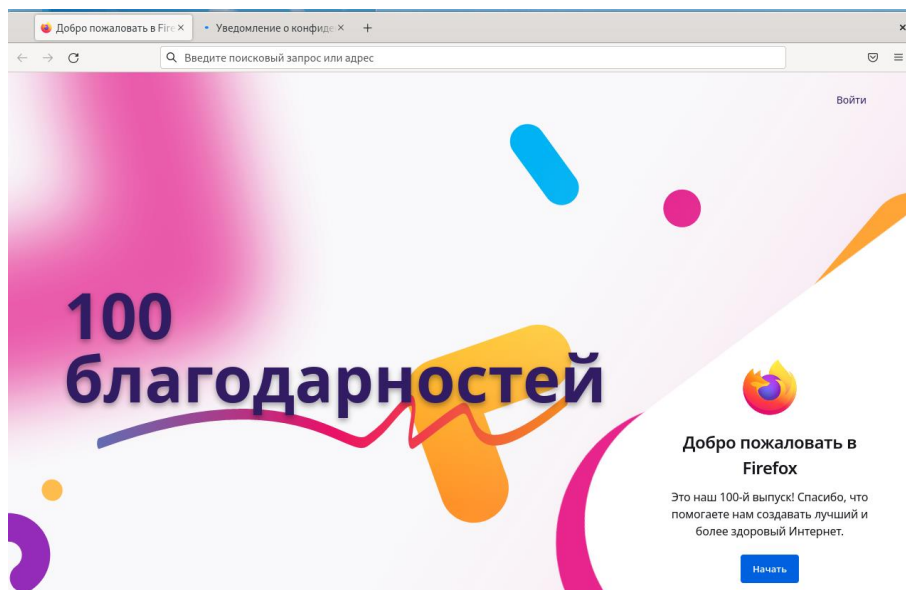 Добро пожаловать в Fire
Уведомление о конфиде
Введите поисковый запрос или адрес
Войти
100
благодарностей
Добро пожаловать в
Firefox
Это наш 100-й выпуск! Спасибо, что
помогаете нам создавать лучший и
более здоровый Интернет.
Начать